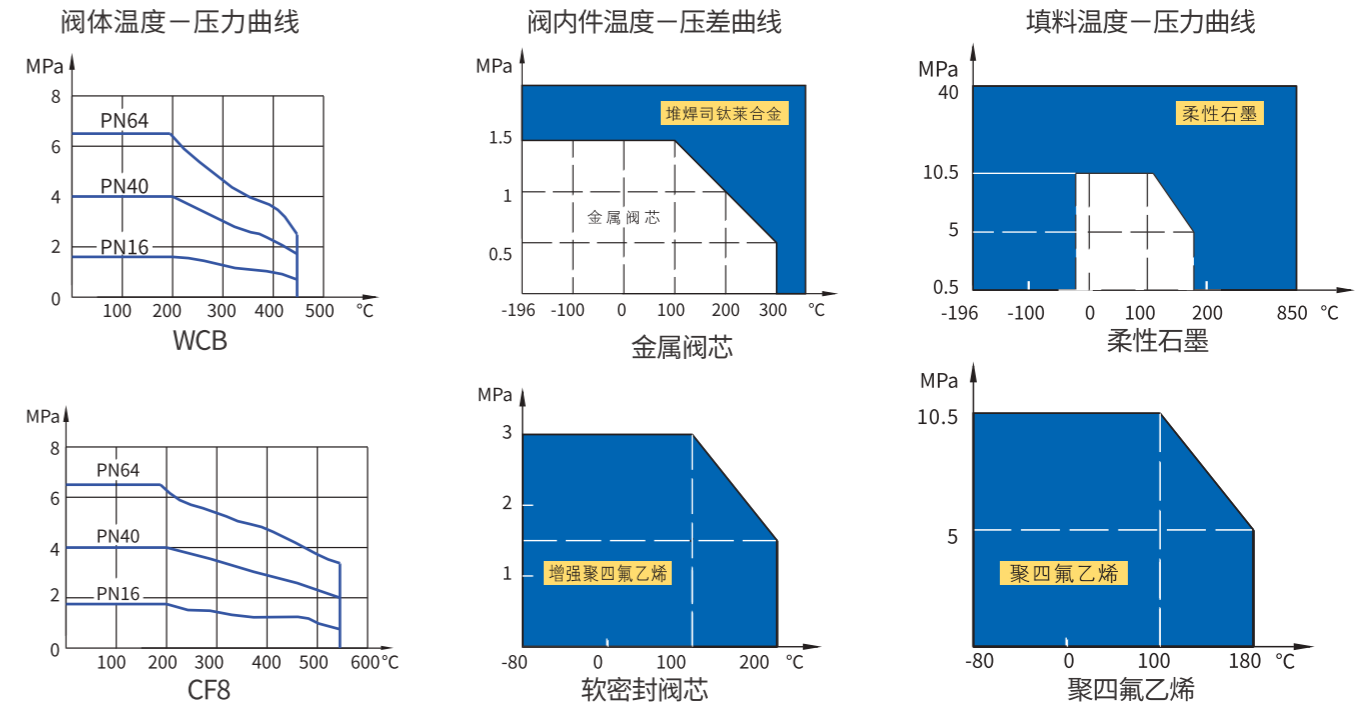 阀体温度－压力曲线
MPa
8
6
4
2
0
PN64
PN40
PN16
100 200 300 400 500 ℃
WCB
阀内件温度－压差曲线
MPa
1.5
1
0.5
堆焊司钛莱合金
金属阀芯
-196 -100 0 100 200 300 ℃
金属阀芯
填料温度－压力曲线
MPa
40
10.5
5
0.5
柔性石墨
-196 -100 0 100 200 850 ℃
柔性石墨
MPa
8
6
4
2
0
PN64
PN40
PN16
100 200 300 400 500 600℃
CF8
MPa
3
2
1
增强聚四氟乙烯
-80 0 100 200 ℃
软密封阀芯
MPa
10.5
5
聚四氟乙烯
-80 0 100 180 ℃
聚四氟乙烯